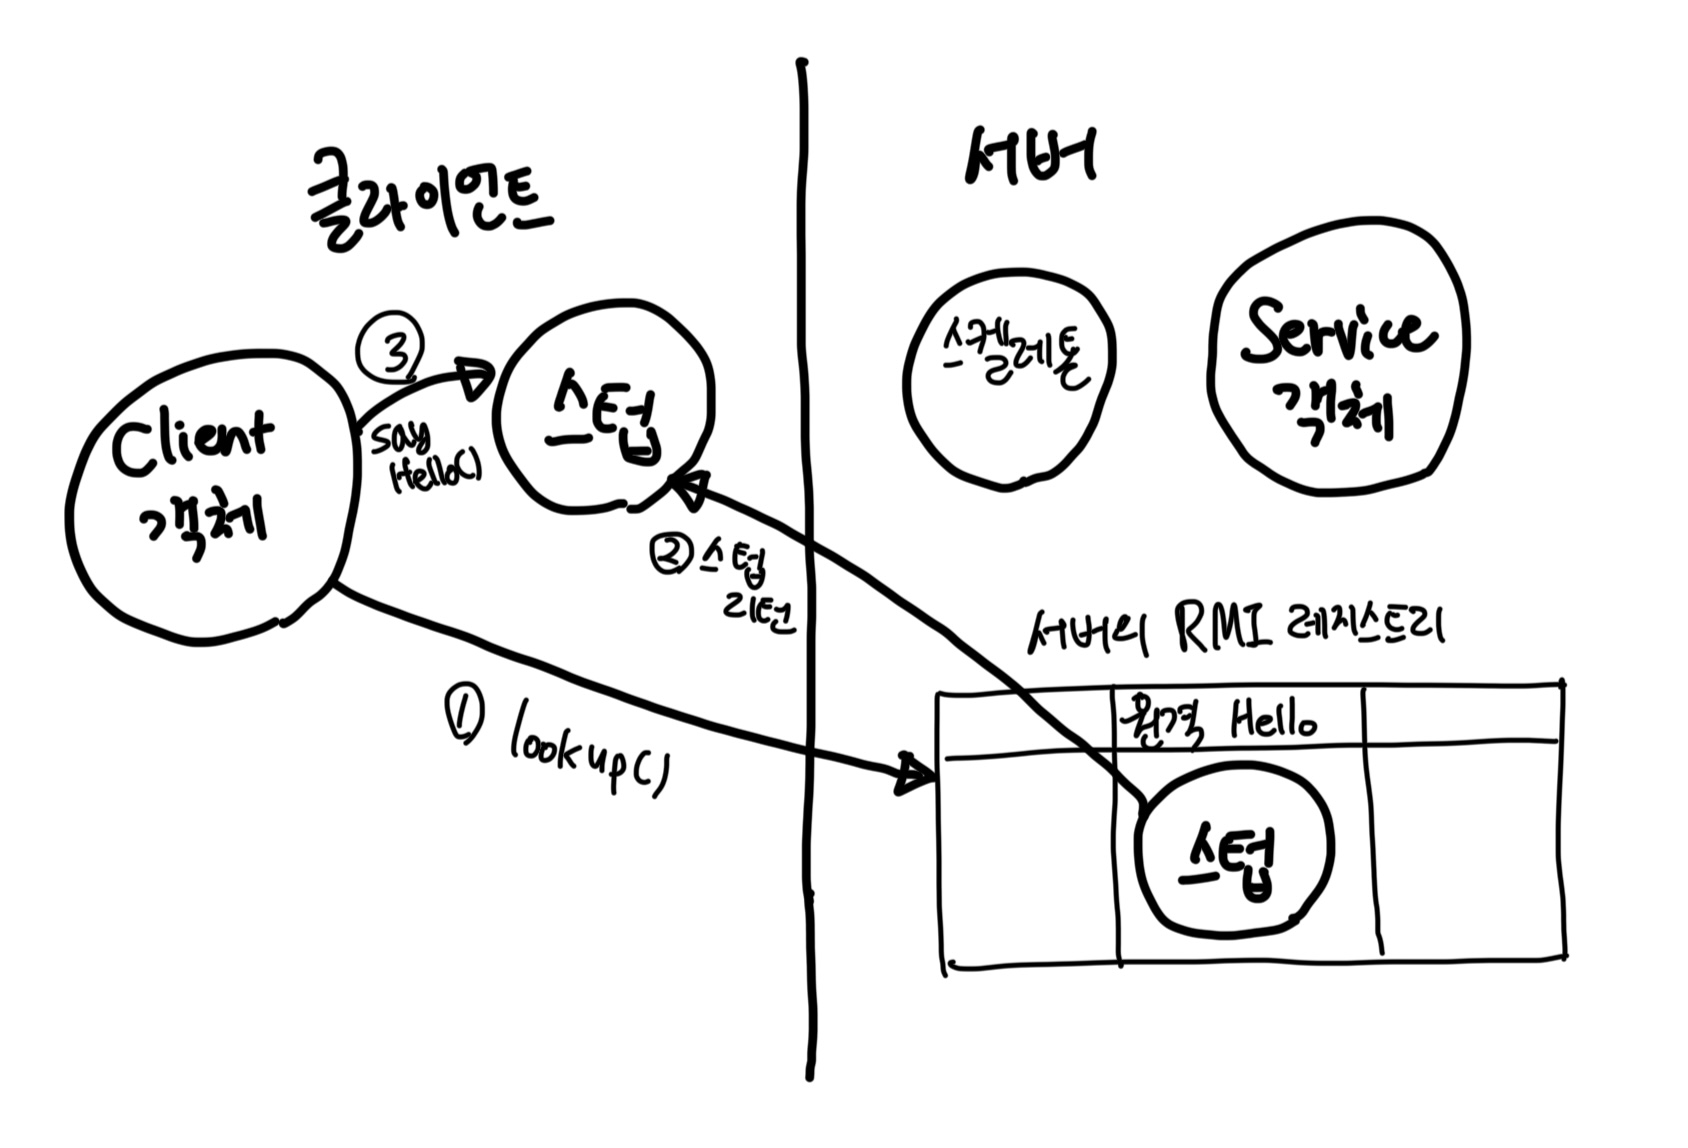 클라이언트
서버
③
say
Hello()
Client
객체
스텁
스켈레톤
Service
객체
② 스텁
리턴
① lookup()
서버의 RMI 레지스트리
원격 Hello
스텁